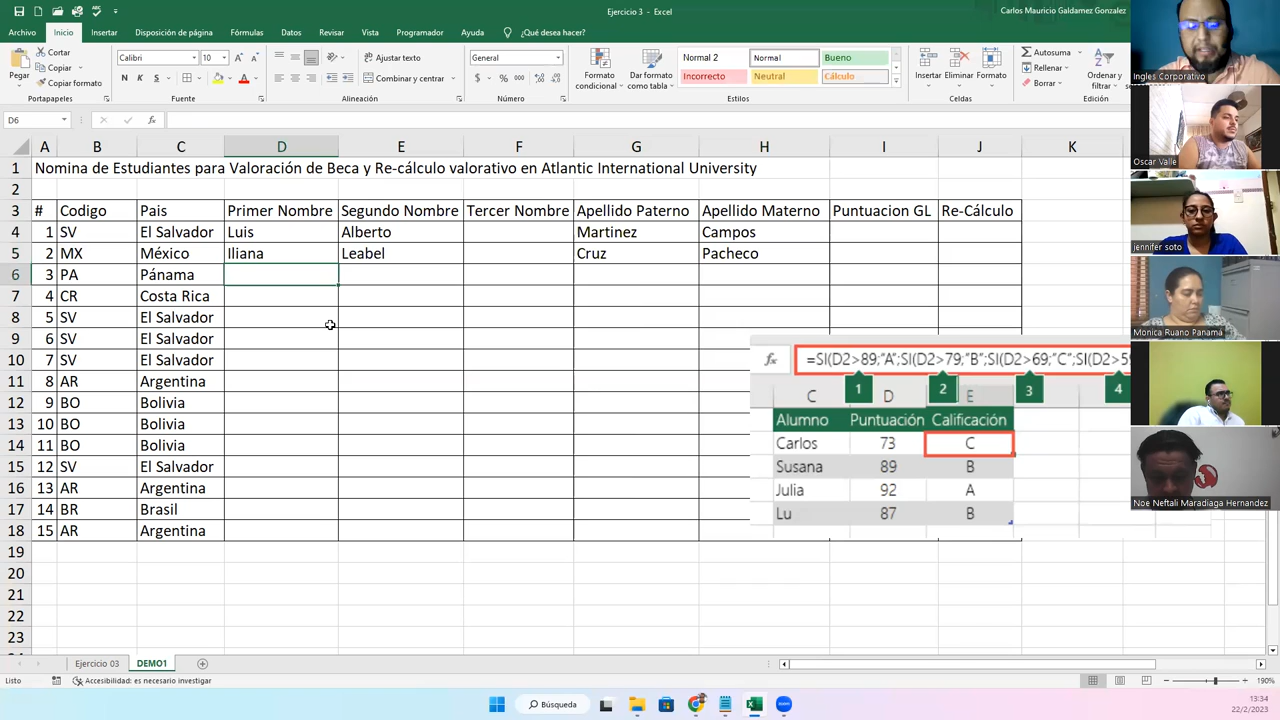 Ejercicio 3 - Excel
Carlos Mauricio Galdamez Gonzalez
Archivo Inicio Insertar Disposición de página Fórmulas Datos Revisar Vista Programador Ayuda ¿Qué desea hacer?
Pegar
Cortar
Copiar
Copiar formato
Portapapeles
Calibri 10
N K S
Fuente
Ajustar texto
Combinar y centrar
Alineación
General
Número
Formato condicional
Dar formato como tabla
Normal 2 Normal Bueno
Incorrecto Neutral Cálculo
Estilos
Insertar Eliminar Formato
Celdas
Autosuma
Rellenar
Borrar
Ordenar y filtrar
Edición
D6
fx
A B C D E F G H I J K
1 Nomina de Estudiantes para Valoración de Beca y Re-cálculo valorativo en Atlantic International University
2
3 # Codigo Pais Primer Nombre Segundo Nombre Tercer Nombre Apellido Paterno Apellido Materno Puntuacion GL Re-Cálculo
4 1 SV El Salvador Luis Alberto Martinez Campos
5 2 MX México Iliana Leabel Cruz Pacheco
6 3 PA Pánama
7 4 CR Costa Rica
8 5 SV El Salvador
9 6 SV El Salvador
10 7 SV El Salvador
11 8 AR Argentina
12 9 BO Bolivia
13 10 BO Bolivia
14 11 BO Bolivia
15 12 SV El Salvador
16 13 AR Argentina
17 14 BR Brasil
18 15 AR Argentina
19
20
21
22
23
fx =SI(D2>89;"A";SI(D2>79;"B";SI(D2>69;"C";SI(D2>59
1 2 3 4
C D E
Alumno Puntuación Calificación
Carlos 73 C
Susana 89 B
Julia 92 A
Lu 87 B
Ingles Corporativo
Oscar Valle
jennifer soto
Monica Ruano Panamá
Noe Neftali Maradiaga Hernandez
Ejercicio 03 DEMO1
Listo Accesibilidad: es necesario investigar
190%
Búsqueda
13:34
22/2/2023